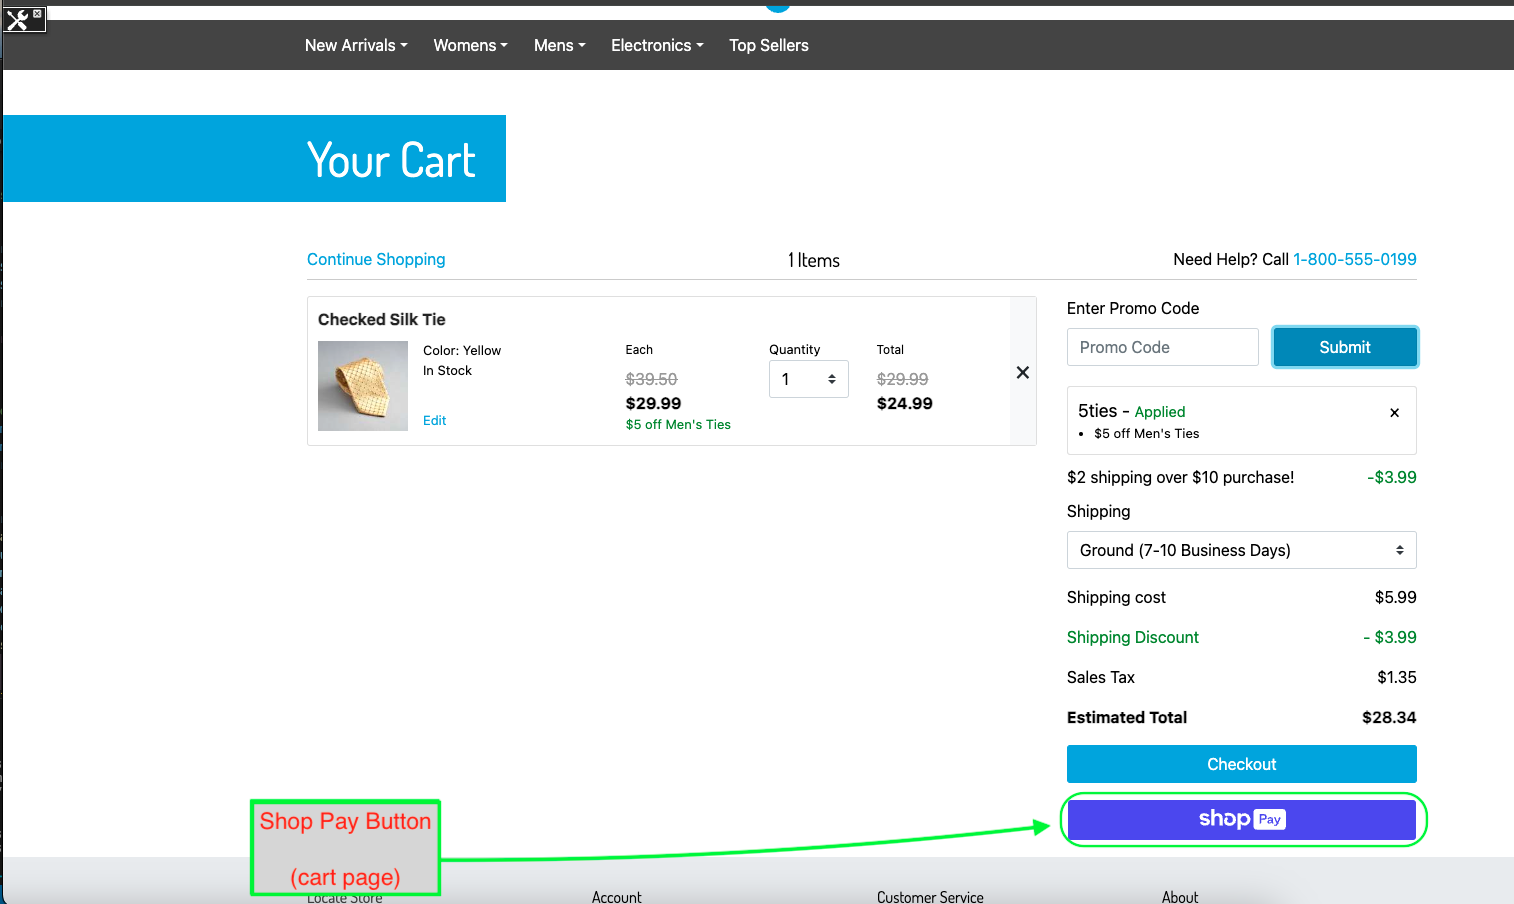 New Arrivals Womens Mens Electronics Top Sellers
Your Cart
Continue Shopping 1 Items Need Help? Call 1-800-555-0199
Checked Silk Tie
Color: Yellow
In Stock
Edit
Each
$39.50
$29.99
$5 off Men's Ties
Quantity
1
Total
$29.99
$24.99
×
Enter Promo Code
Promo Code Submit
5ties - Applied ×
• $5 off Men's Ties
$2 shipping over $10 purchase! -$3.99
Shipping
Ground (7-10 Business Days)
Shipping cost $5.99
Shipping Discount - $3.99
Sales Tax $1.35
Estimated Total $28.34
Checkout
shop Pay
Shop Pay Button
(cart page)
Locate Store Account Customer Service About